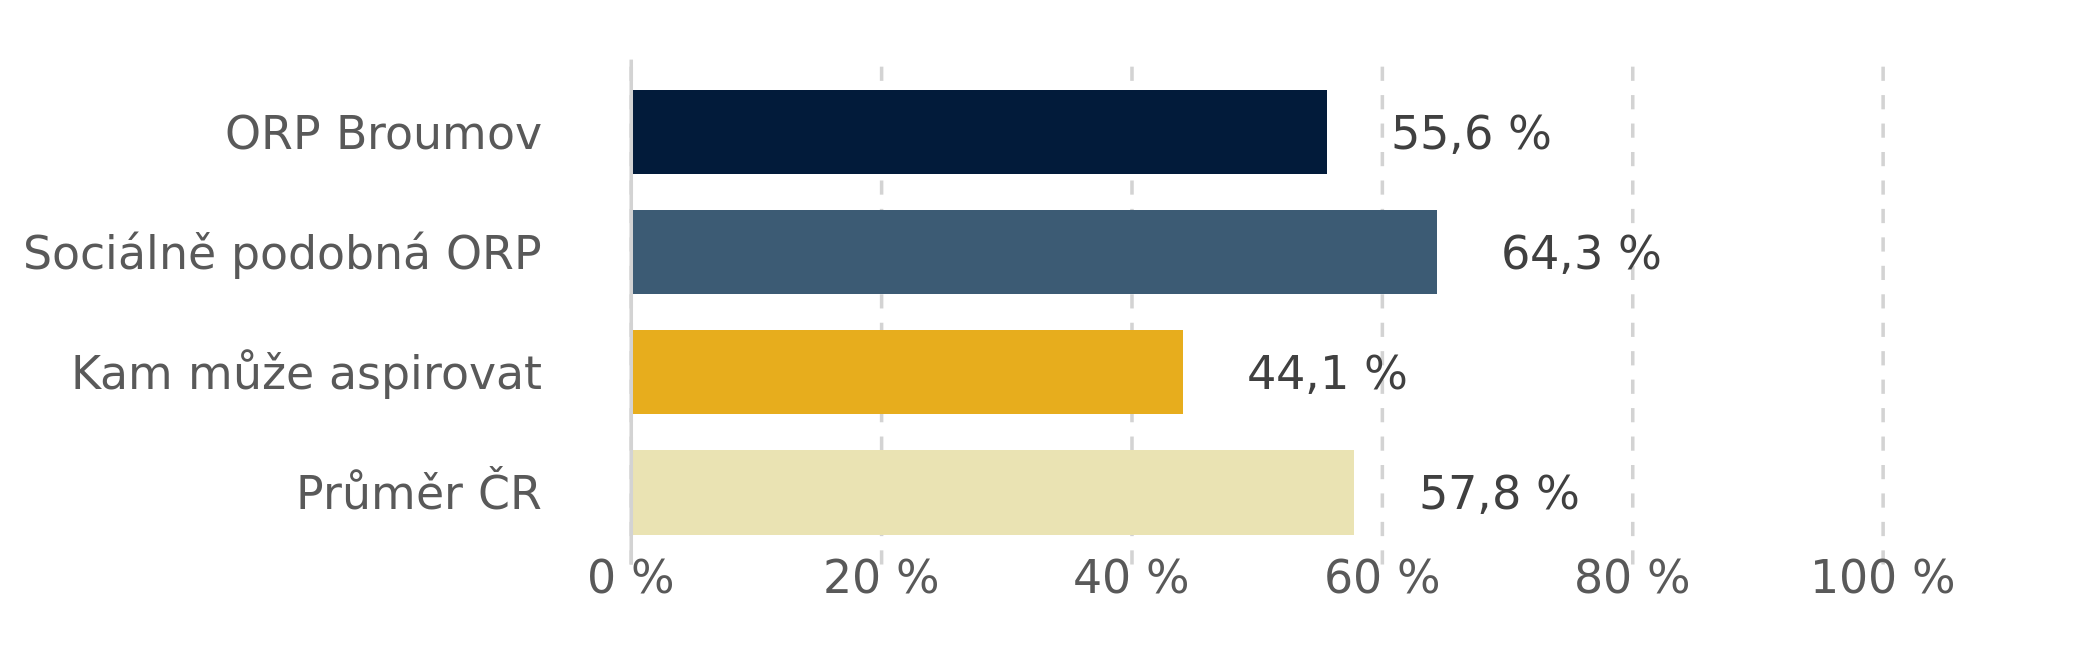 ORP Broumov 55,6 %
Sociálně podobná ORP 64,3 %
Kam může aspirovat 44,1 %
Průměr ČR 57,8 %
0 % 20 % 40 % 60 % 80 % 100 %